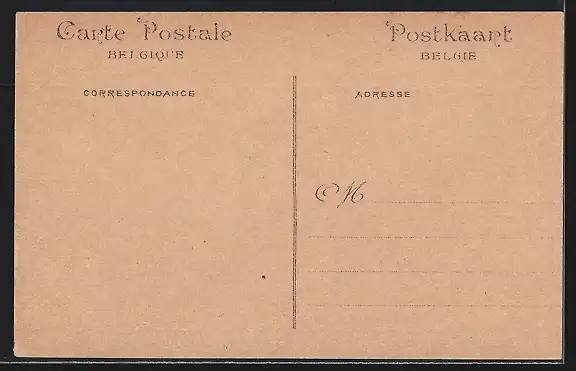 Carte Postale
BELGIQUE
Postkaart
BELGIE
CORRESPONDANCE
ADRESSE
M